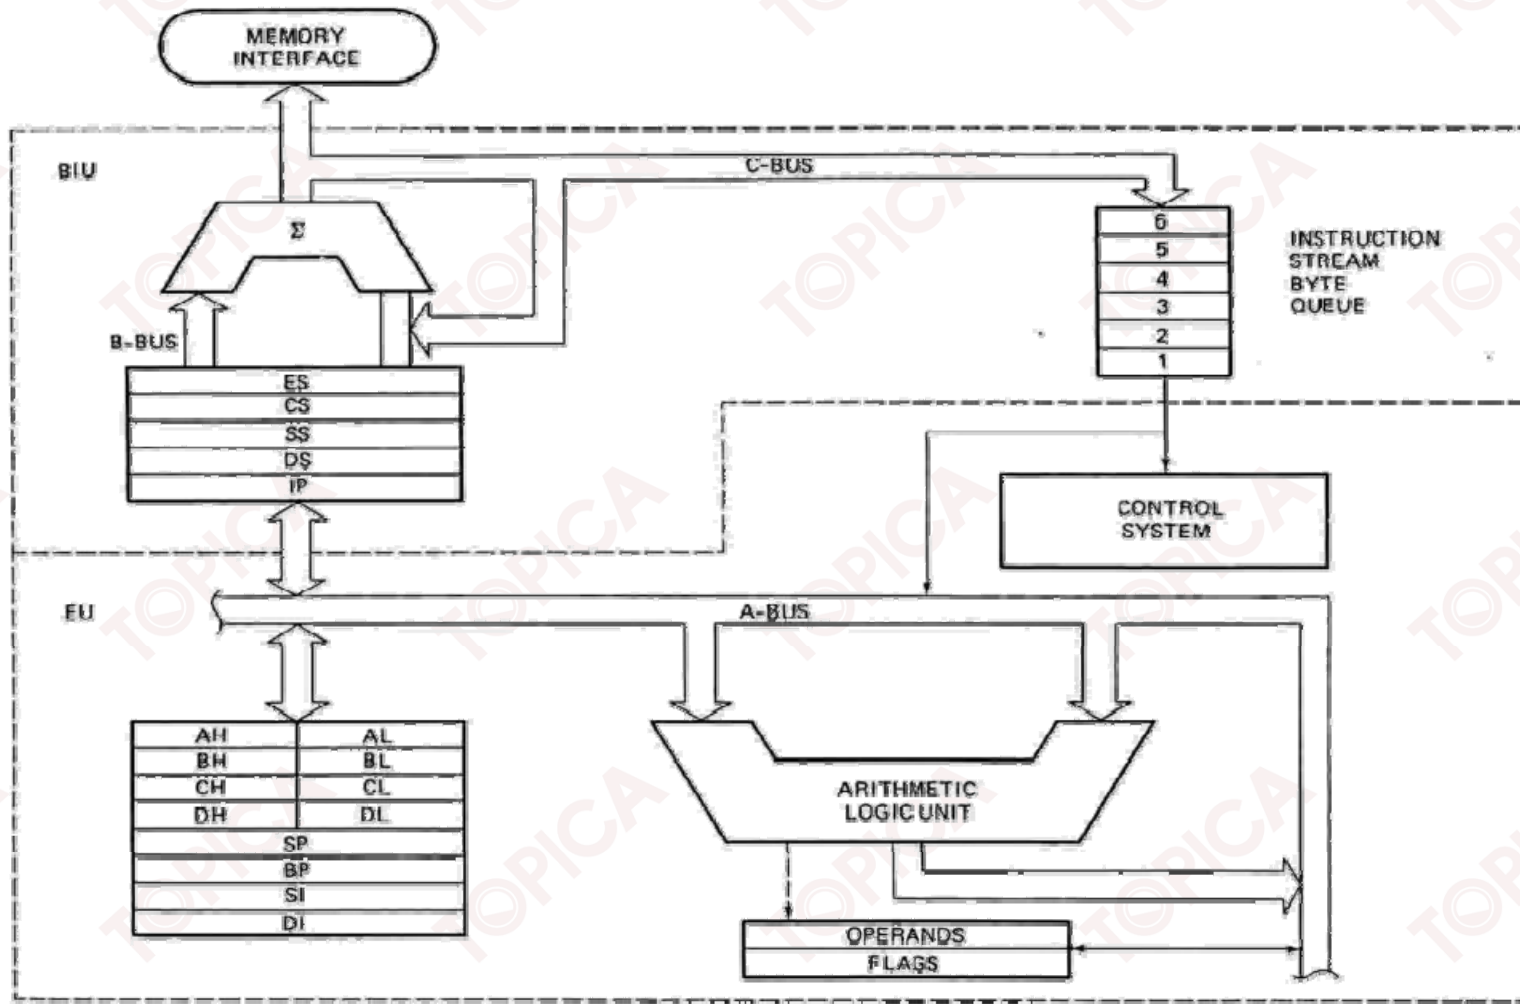 MEMORY
INTERFACE
BIU
C-BUS
Σ
6
5
4
3
2
1
INSTRUCTION
STREAM
BYTE
QUEUE
B-BUS
ES
CS
SS
DS
IP
CONTROL
SYSTEM
EU
A-BUS
AH AL
BH BL
CH CL
DH DL
SP
BP
SI
DI
ARITHMETIC
LOGIC UNIT
OPERANDS
FLAGS
TOPICA